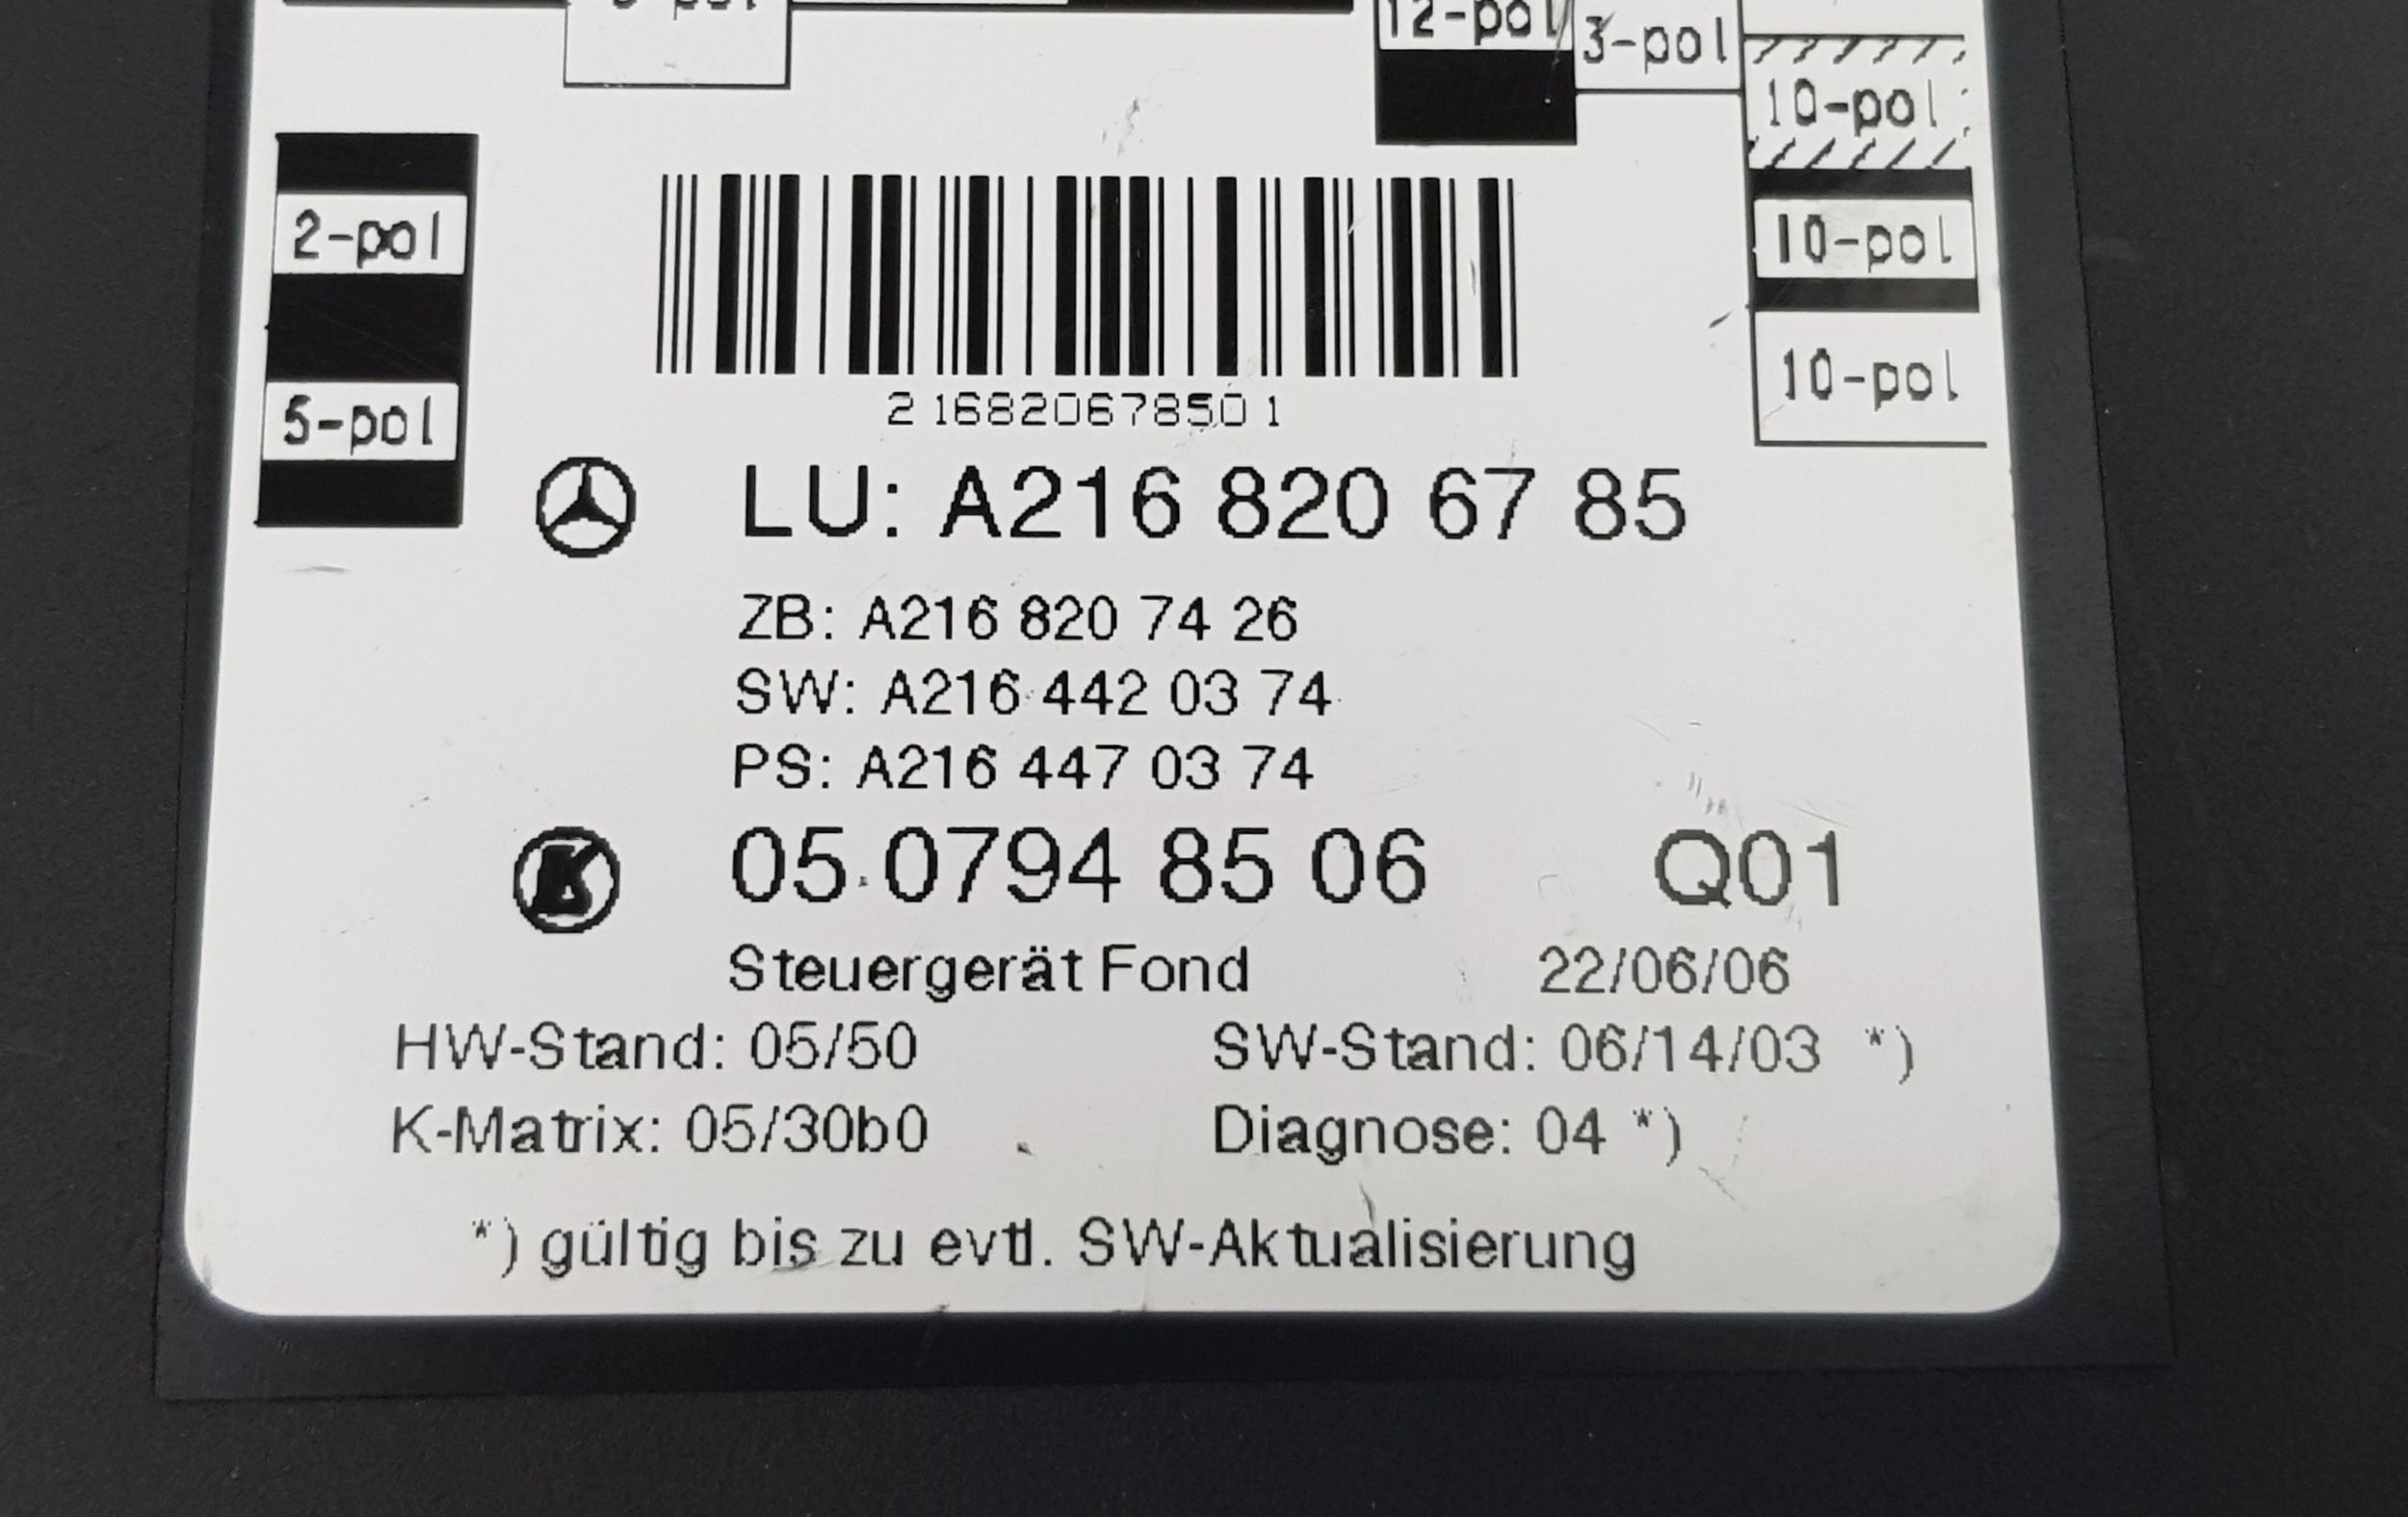 12-pol
3-pol
10-pol
2-pol
10-pol
10-pol
5-pol
21682067850 1
LU: A216 820 67 85
ZB: A216 820 74 26
SW: A216 442 03 74
PS: A216 447 03 74
05 0794 85 06 Q01
Steuergerät Fond 22/06/06
HW-Stand: 05/50 SW-Stand: 06/14/03 *)
K-Matrix: 05/30b0 Diagnose: 04 *)
*) gültig bis zu evtl. SW-Aktualisierung